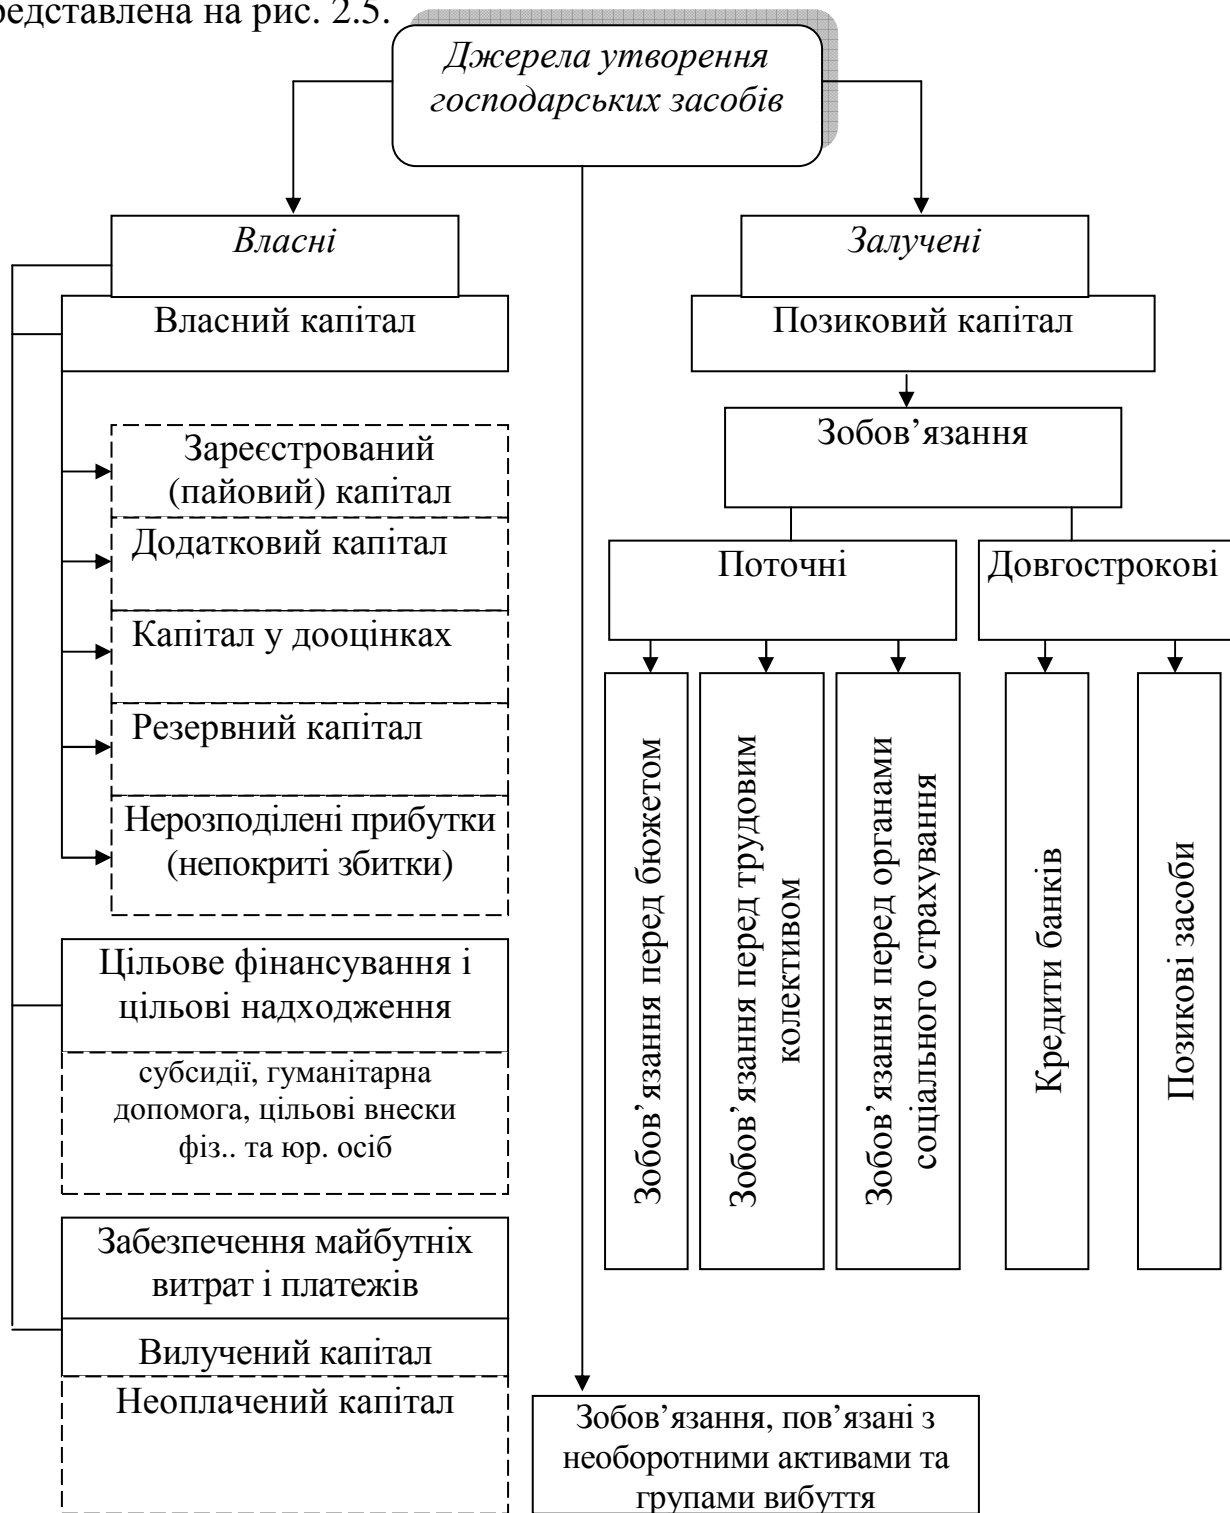 редставлена на рис. 2.5.
Джерела утворення
господарських засобів
Власні
Власний капітал
Зареєстрований
(пайовий) капітал
Додатковий капітал
Капітал у дооцінках
Резервний капітал
Нерозподілені прибутки
(непокриті збитки)
Цільове фінансування і
цільові надходження
субсидії, гуманітарна
допомога, цільові внески
фіз.. та юр. осіб
Забезпечення майбутніх
витрат і платежів
Вилучений капітал
Неоплачений капітал
Залучені
Позиковий капітал
Зобов’язання
Поточні
Довгострокові
Зобов’язання перед бюжетом
Зобов’язання перед трудовим
колективом
Зобов’язання перед органами
соціального страхування
Кредити банків
Позикові засоби
Зобов’язання, пов’язані з
необоротними активами та
групами вибуття